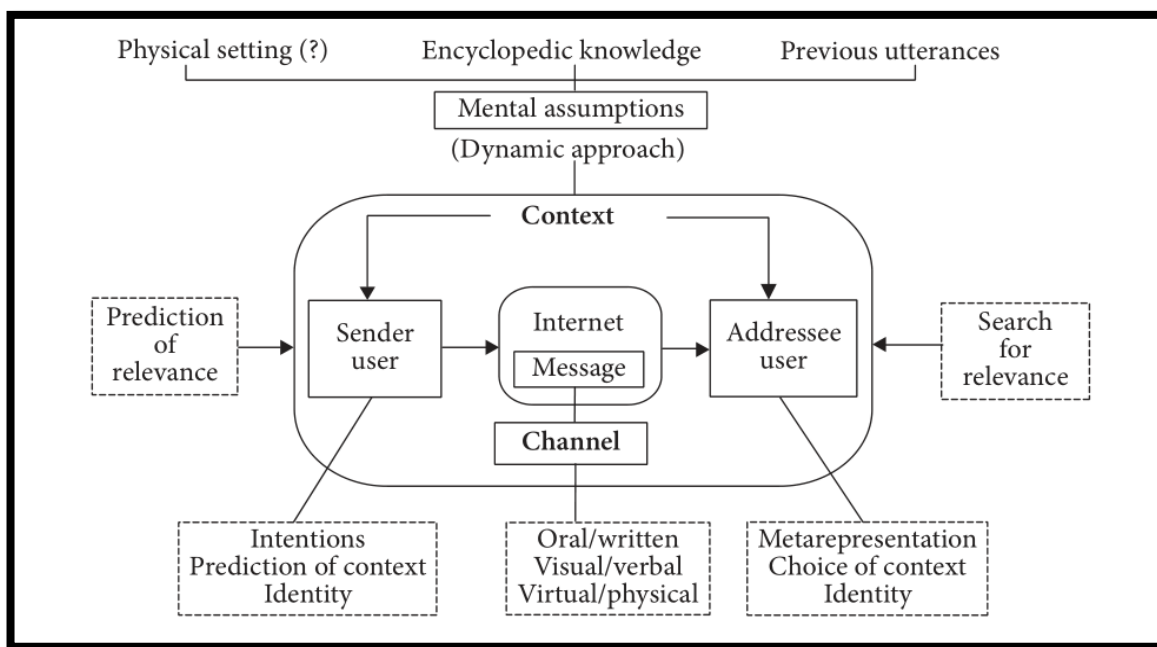 Physical setting (?)
Encyclopedic knowledge
Previous utterances
Mental assumptions
(Dynamic approach)
Context
Prediction
of
relevance
Sender
user
Internet
Message
Addressee
user
Search
for
relevance
Channel
Intentions
Prediction of context
Identity
Oral/written
Visual/verbal
Virtual/physical
Metarepresentation
Choice of context
Identity